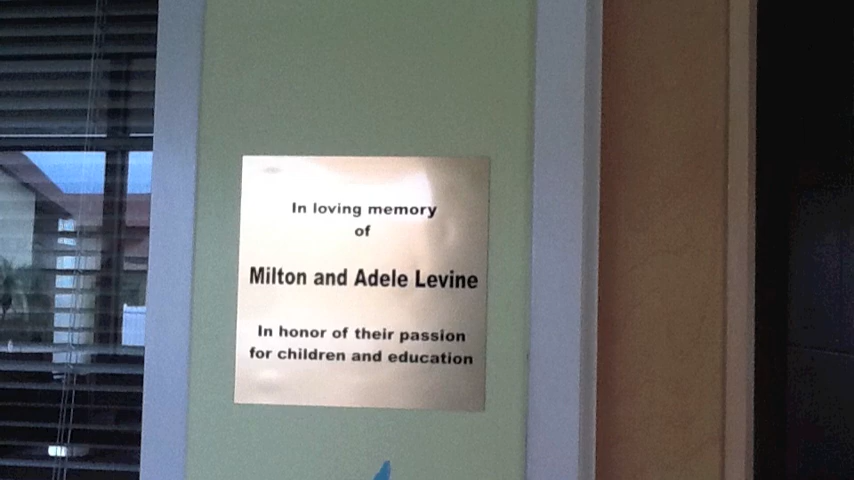 In loving memory
of
Milton and Adele Levine
In honor of their passion
for children and education